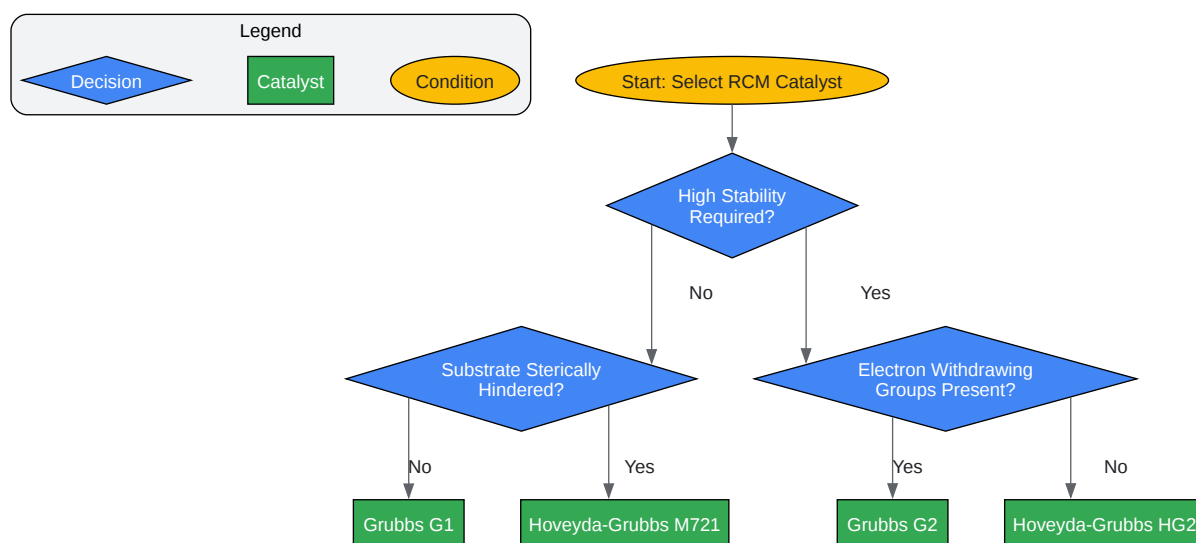 Legend
Decision
Catalyst
Condition
Start: Select RCM Catalyst
High Stability
Required?
No
Yes
Substrate Sterically
Hindered?
Electron Withdrawing
Groups Present?
No
Yes
Yes
No
Grubbs G1
Hoveyda-Grubbs M721
Grubbs G2
Hoveyda-Grubbs HG2